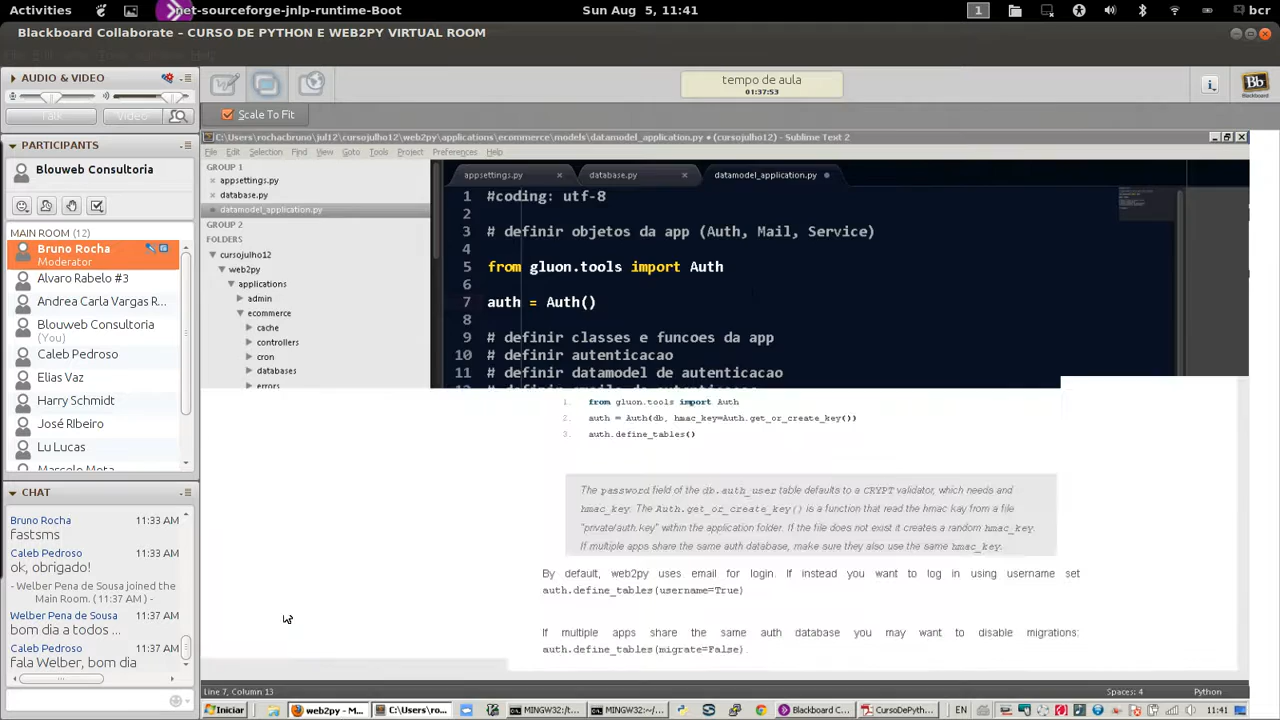 Activities net-sourceforge-jnlp-runtime-Boot Sun Aug 5, 11:41 1 bcr
Blackboard Collaborate – CURSO DE PYTHON E WEB2PY VIRTUAL ROOM
AUDIO & VIDEO
Talk Video
PARTICIPANTS
Blouweb Consultoria
MAIN ROOM (12)
Bruno Rocha
Moderator
Alvaro Rabelo #3
Andrea Carla Vargas R...
Blouweb Consultoria
(You)
Caleb Pedroso
Elias Vaz
Harry Schmidt
José RIbeiro
Lu Lucas
Marcelo Mota
CHAT
Bruno Rocha 11:33 AM
fastsms
Caleb Pedroso 11:33 AM
ok, obrigado!
- Welber Pena de Sousa joined the
Main Room. ( 11:37 AM ) -
Welber Pena de Sousa 11:37 AM
bom dia a todos ...
Caleb Pedroso 11:37 AM
fala Welber, bom dia
tempo de aula
01:37:53
Bb
Blackboard
Scale To Fit
C:\Users\rochacbruno\jul12\cursojulho12\web2py\applications\ecommerce\models\datamodel_application.py • (cursojulho12) - Sublime Text 2
File Edit Selection Find View Goto Tools Project Preferences Help
GROUP 1
appsettings.py
database.py
datamodel_application.py
GROUP 2
FOLDERS
cursojulho12
web2py
applications
admin
ecommerce
cache
controllers
cron
databases
errors
appsettings.py database.py datamodel_application.py
1 #coding: utf-8
2
3 # definir objetos da app (Auth, Mail, Service)
4
5 from gluon.tools import Auth
6
7 auth = Auth()
8
9 # definir classes e funcoes da app
10 # definir autenticacao
11 # definir datamodel de autenticacao
1. from gluon.tools import Auth
2. auth = Auth(db, hmac_key=Auth.get_or_create_key())
3. auth.define_tables()
The password field of the db.auth_user table defaults to a CRYPT validator, which needs and
hmac_key. The Auth.get_or_create_key() is a function that read the hmac kay from a file
"private/auth.key" within the application folder. If the file does not exist it creates a random hmac_key.
If multiple apps share the same auth database, make sure they also use the same hmac_key.
By default, web2py uses email for login. If instead you want to log in using username set
auth.define_tables(username=True)
If multiple apps share the same auth database you may want to disable migrations:
auth.define_tables(migrate=False).
Line 7, Column 13 Spaces: 4 Python
Iniciar web2py – M... C:\Users\ro... MINGW32:/t... MINGW32:~/... Blackboard C... CursoDePyth... EN 11:41